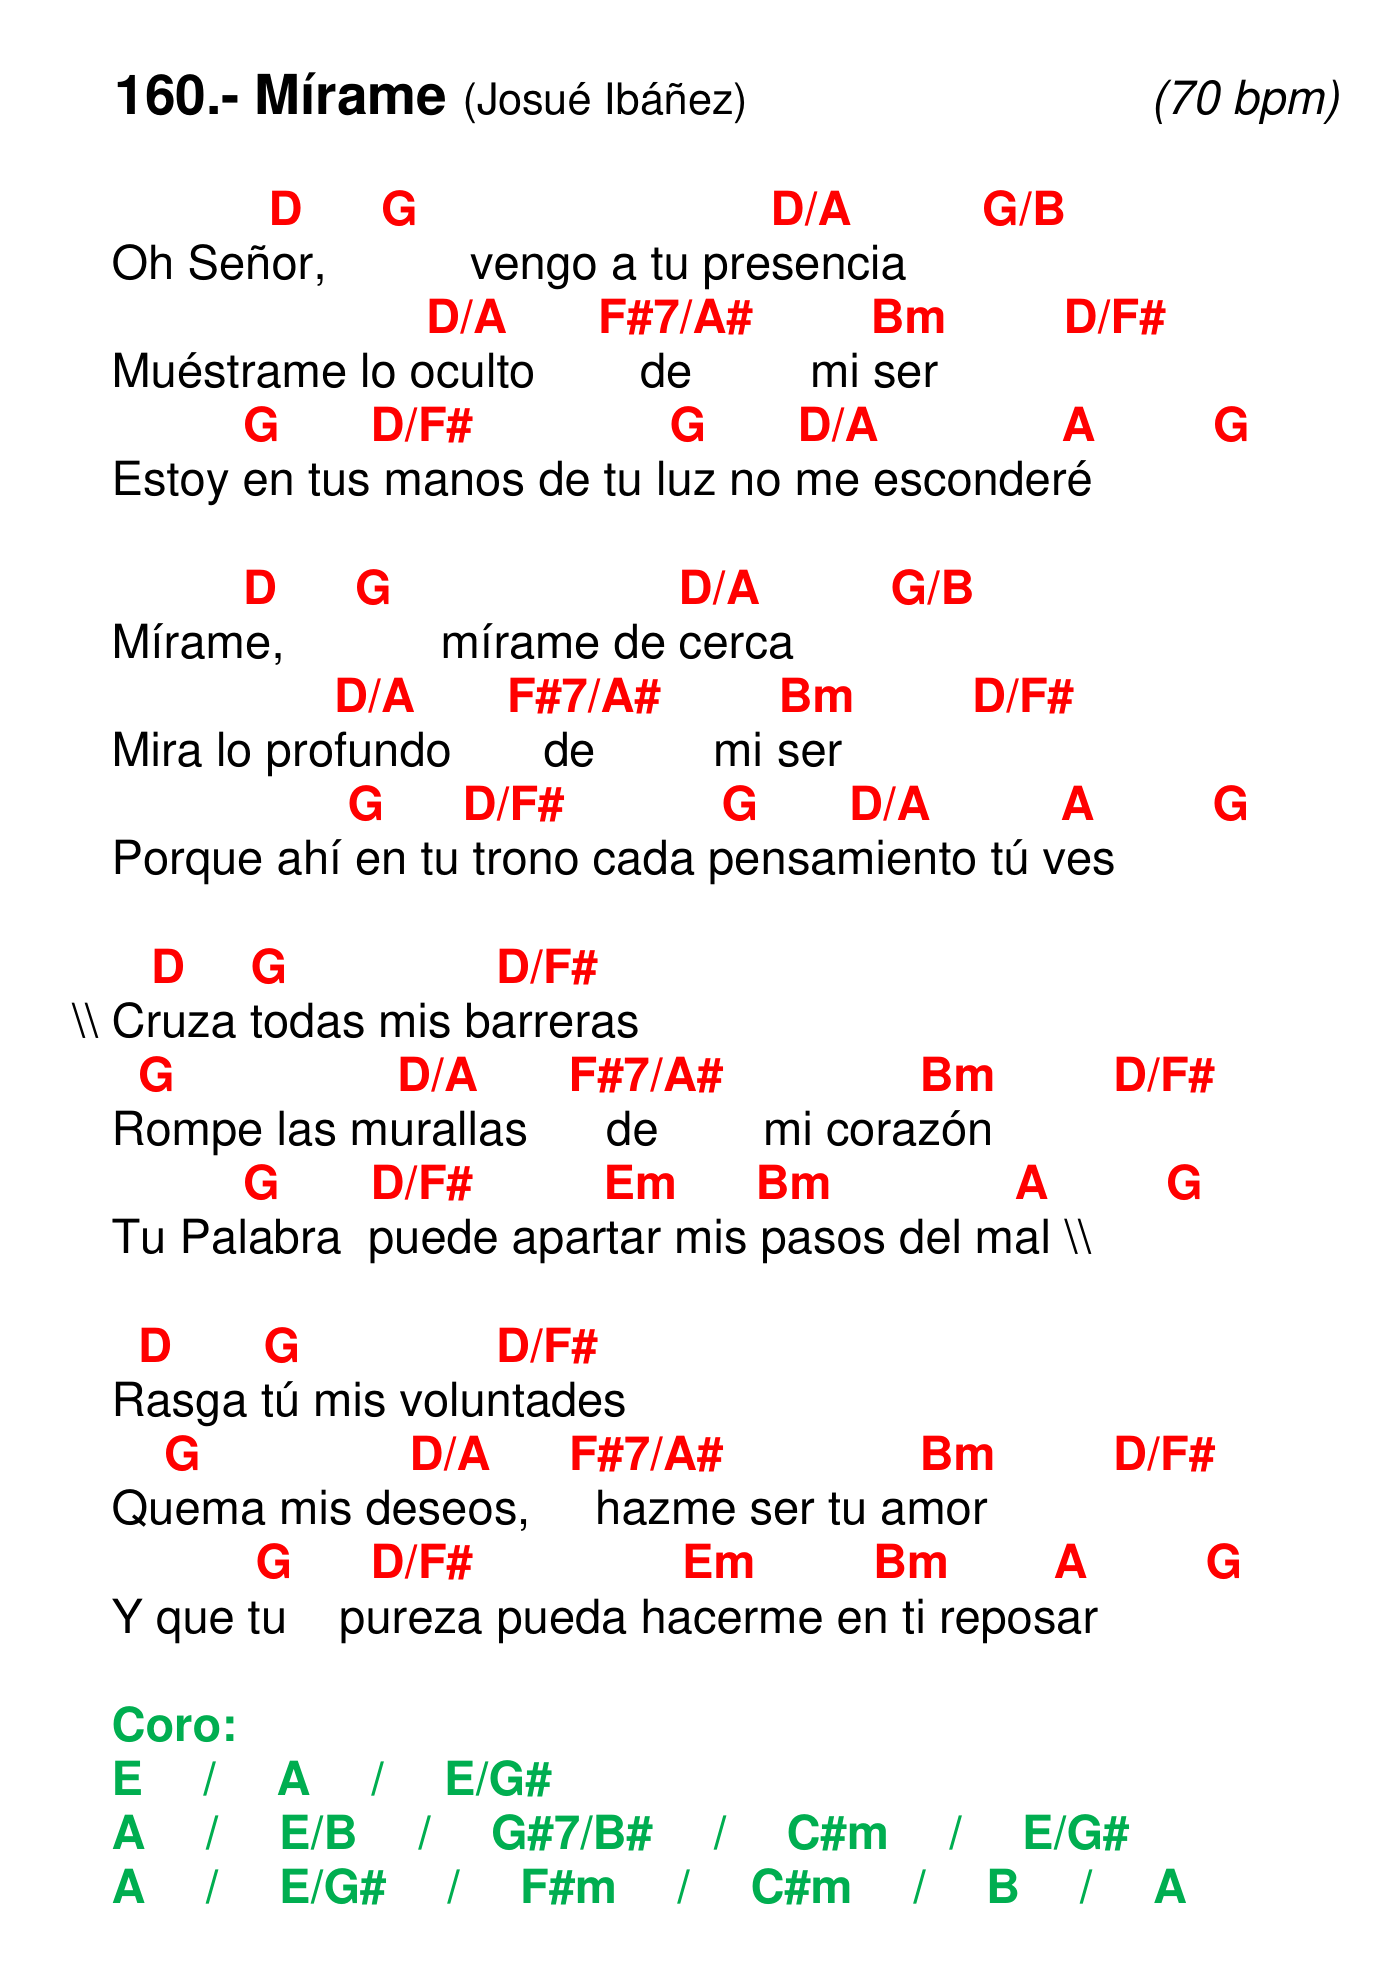 160.- Mírame (Josué Ibáñez) (70 bpm)
D G D/A G/B
Oh Señor, vengo a tu presencia
D/A F#7/A# Bm D/F#
Muéstrame lo oculto de mi ser
G D/F# G D/A A G
Estoy en tus manos de tu luz no me esconderé
D G D/A G/B
Mírame, mírame de cerca
D/A F#7/A# Bm D/F#
Mira lo profundo de mi ser
G D/F# G D/A A G
Porque ahí en tu trono cada pensamiento tú ves
D G D/F#
\\ Cruza todas mis barreras
G D/A F#7/A# Bm D/F#
Rompe las murallas de mi corazón
G D/F# Em Bm A G
Tu Palabra puede apartar mis pasos del mal \\
D G D/F#
Rasga tú mis voluntades
G D/A F#7/A# Bm D/F#
Quema mis deseos, hazme ser tu amor
G D/F# Em Bm A G
Y que tu pureza pueda hacerme en ti reposar
Coro:
E / A / E/G#
A / E/B / G#7/B# / C#m / E/G#
A / E/G# / F#m / C#m / B / A